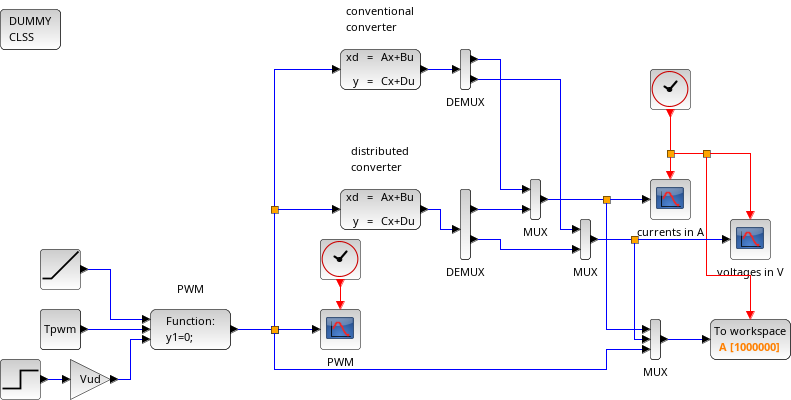 DUMMY
CLSS
conventional
converter
xd = Ax+Bu
y = Cx+Du
DEMUX
distributed
converter
xd = Ax+Bu
y = Cx+Du
DEMUX
MUX
MUX
currents in A
voltages in V
PWM
Function:
y1=0;
Tpwm
Vud
PWM
MUX
To workspace
A [1000000]